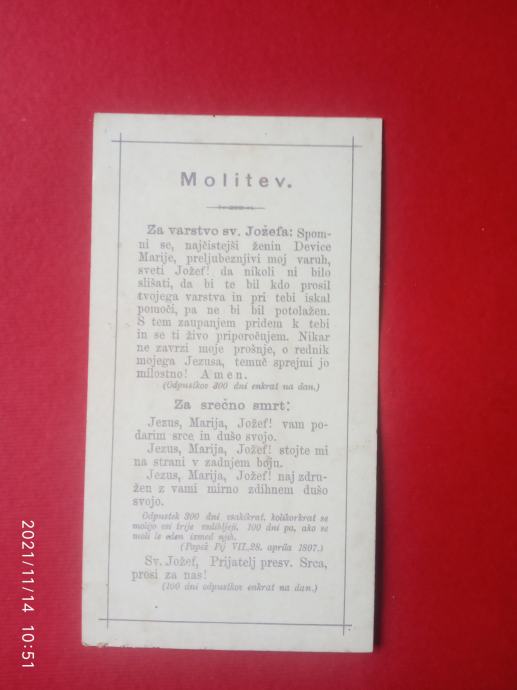 Molitev.
Za varstvo sv. Jožefa: Spom-
ni se, najčistejši ženin Device
Marije, preljubeznjivi moj varuh,
sveti Jožef! da nikoli ni bilo
slišati, da bi te bil kdo prosil
tvojega varstva in pri tebi iskal
pomoči, pa ne bi bil potolažen.
S tem zaupanjem pridem k tebi
in se ti živo priporočujem. Nikar
ne zavrzi moje prošnje, o rednik
mojega Jezusa, temuč sprejmi jo
milostno! Amen.
(Odpustkov 300 dni enkrat na dan.)
Za srečno smrt:
Jezus, Marija, Jožef! vam po-
darim srce in dušo svojo.
Jezus, Marija, Jožef! stojte mi
na strani v zadnjem boju.
Jezus, Marija, Jožef! naj zdru-
žen z vami mirno zdihnem dušo
svojo.
Odpustek 300 dni vsakikrat, kolikorkrat se
molijo vsi trije vzdihljeji, 100 dni pa, ako se
moli le eden izmed njih.
(Papež Pij VII., 28. aprila 1807.)
Sv. Jožef, Prijatelj presv. Srca,
prosi za nas!
(100 dni odpustkov enkrat na dan.)
2021/11/14 10:51